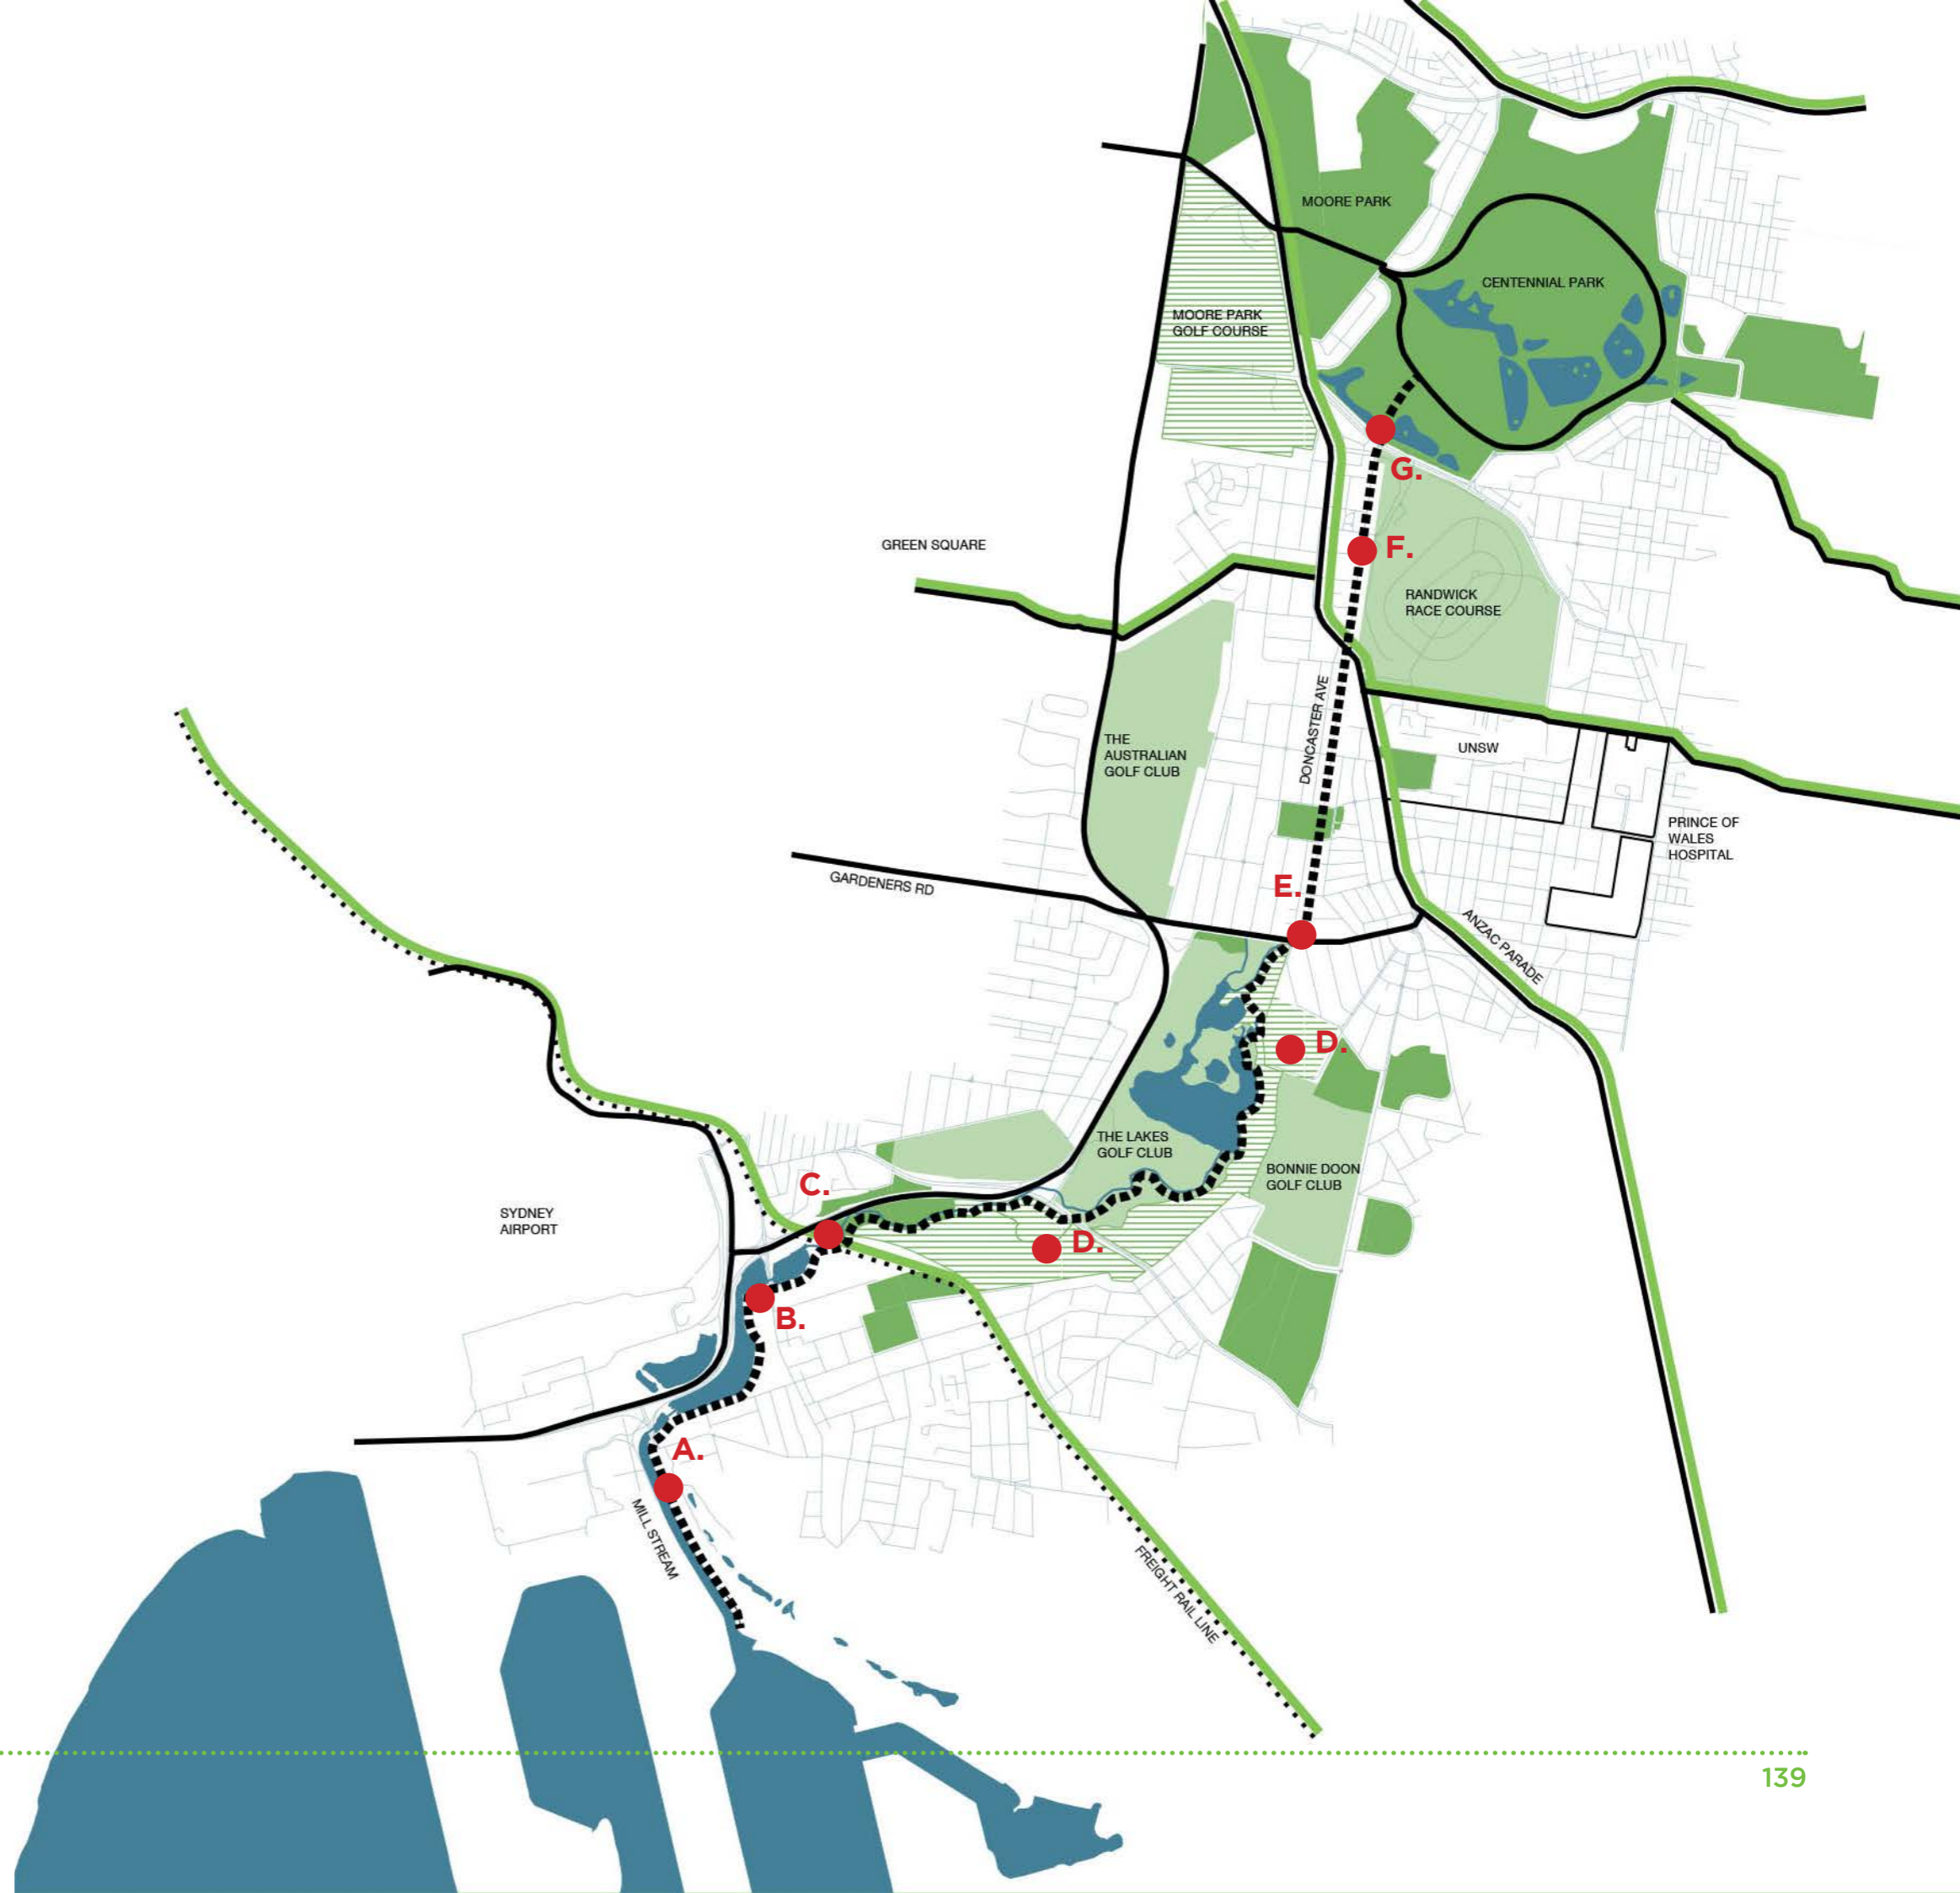 MOORE PARK
CENTENNIAL PARK
MOORE PARK
GOLF COURSE
G.
GREEN SQUARE
F.
RANDWICK
RACE COURSE
DONCASTER AVE
THE
AUSTRALIAN
GOLF CLUB
UNSW
PRINCE OF
WALES
HOSPITAL
GARDENERS RD
E.
ANZAC PARADE
D.
THE LAKES
GOLF CLUB
BONNIE DOON
GOLF CLUB
C.
SYDNEY
AIRPORT
D.
B.
A.
MILL STREAM
FREIGHT RAIL LINE
139